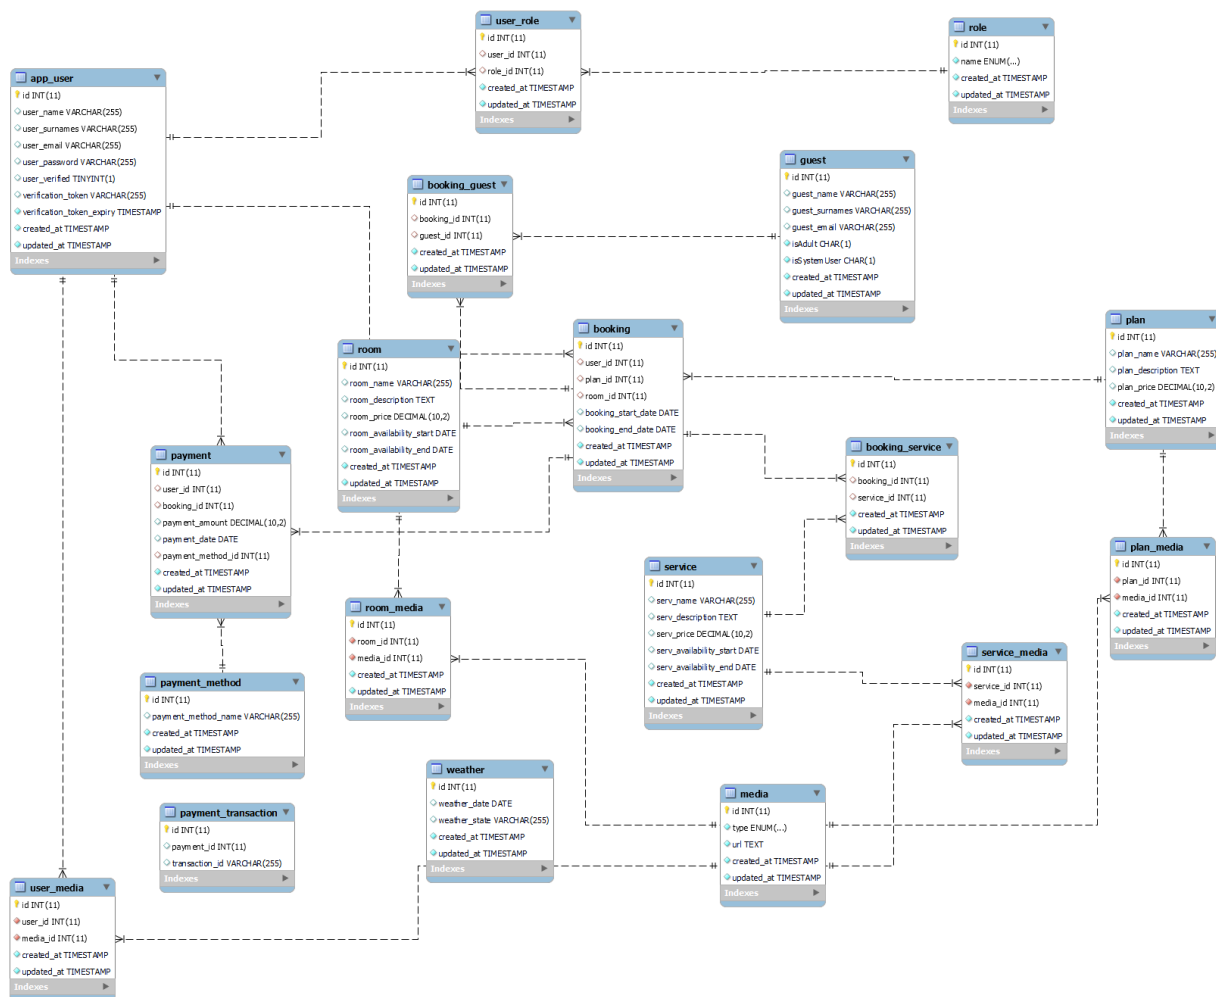 user_role
id INT(11)
user_id INT(11)
role_id INT(11)
created_at TIMESTAMP
updated_at TIMESTAMP
Indexes
role
id INT(11)
name ENUM(...)
created_at TIMESTAMP
updated_at TIMESTAMP
Indexes
app_user
id INT(11)
user_name VARCHAR(255)
user_surnames VARCHAR(255)
user_email VARCHAR(255)
user_password VARCHAR(255)
user_verified TINYINT(1)
verification_token VARCHAR(255)
verification_token_expiry TIMESTAMP
created_at TIMESTAMP
updated_at TIMESTAMP
Indexes
booking_guest
id INT(11)
booking_id INT(11)
guest_id INT(11)
created_at TIMESTAMP
updated_at TIMESTAMP
Indexes
guest
id INT(11)
guest_name VARCHAR(255)
guest_surnames VARCHAR(255)
guest_email VARCHAR(255)
isAdult CHAR(1)
isSystemUser CHAR(1)
created_at TIMESTAMP
updated_at TIMESTAMP
Indexes
room
id INT(11)
room_name VARCHAR(255)
room_description TEXT
room_price DECIMAL(10,2)
room_availability_start DATE
room_availability_end DATE
created_at TIMESTAMP
updated_at TIMESTAMP
Indexes
booking
id INT(11)
user_id INT(11)
plan_id INT(11)
room_id INT(11)
booking_start_date DATE
booking_end_date DATE
created_at TIMESTAMP
updated_at TIMESTAMP
Indexes
plan
id INT(11)
plan_name VARCHAR(255)
plan_description TEXT
plan_price DECIMAL(10,2)
created_at TIMESTAMP
updated_at TIMESTAMP
Indexes
payment
id INT(11)
user_id INT(11)
booking_id INT(11)
payment_amount DECIMAL(10,2)
payment_date DATE
payment_method_id INT(11)
created_at TIMESTAMP
updated_at TIMESTAMP
Indexes
booking_service
id INT(11)
booking_id INT(11)
service_id INT(11)
created_at TIMESTAMP
updated_at TIMESTAMP
Indexes
plan_media
id INT(11)
plan_id INT(11)
media_id INT(11)
created_at TIMESTAMP
updated_at TIMESTAMP
Indexes
room_media
id INT(11)
room_id INT(11)
media_id INT(11)
created_at TIMESTAMP
updated_at TIMESTAMP
Indexes
service
id INT(11)
serv_name VARCHAR(255)
serv_description TEXT
serv_price DECIMAL(10,2)
serv_availability_start DATE
serv_availability_end DATE
created_at TIMESTAMP
updated_at TIMESTAMP
Indexes
service_media
id INT(11)
service_id INT(11)
media_id INT(11)
created_at TIMESTAMP
updated_at TIMESTAMP
Indexes
payment_method
id INT(11)
payment_method_name VARCHAR(255)
created_at TIMESTAMP
updated_at TIMESTAMP
Indexes
weather
id INT(11)
weather_date DATE
weather_state VARCHAR(255)
created_at TIMESTAMP
updated_at TIMESTAMP
Indexes
media
id INT(11)
type ENUM(...)
url TEXT
created_at TIMESTAMP
updated_at TIMESTAMP
Indexes
payment_transaction
id INT(11)
payment_id INT(11)
transaction_id VARCHAR(255)
Indexes
user_media
id INT(11)
user_id INT(11)
media_id INT(11)
created_at TIMESTAMP
updated_at TIMESTAMP
Indexes